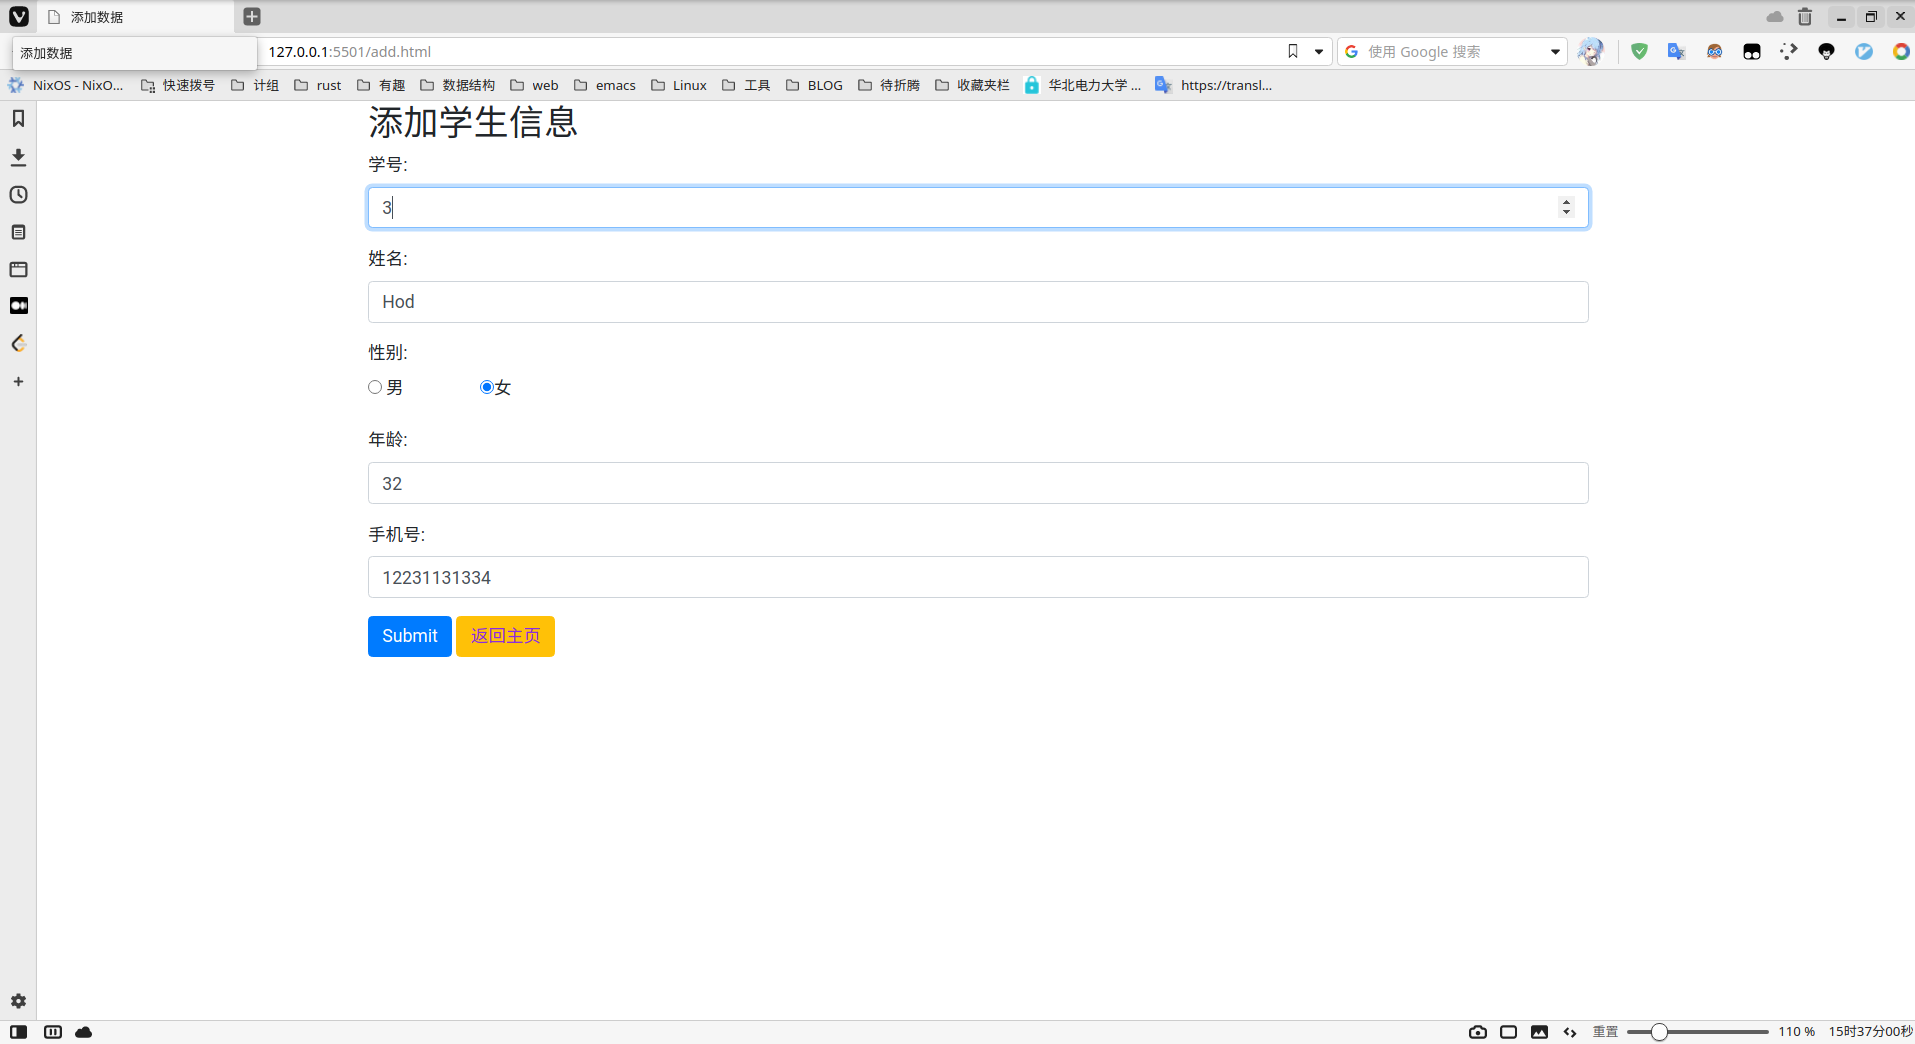 添加数据
添加数据
127.0.0.1:5501/add.html
使用 Google 搜索
NixOS - NixO... 快速拨号 计组 rust 有趣 数据结构 web emacs Linux 工具 BLOG 待折腾 收藏夹栏 华北电力大学 ... https://transl...
添加学生信息
学号:
3
姓名:
Hod
性别:
男 女
年龄:
32
手机号:
12231131334
Submit 返回主页
重置 110 % 15时37分00秒